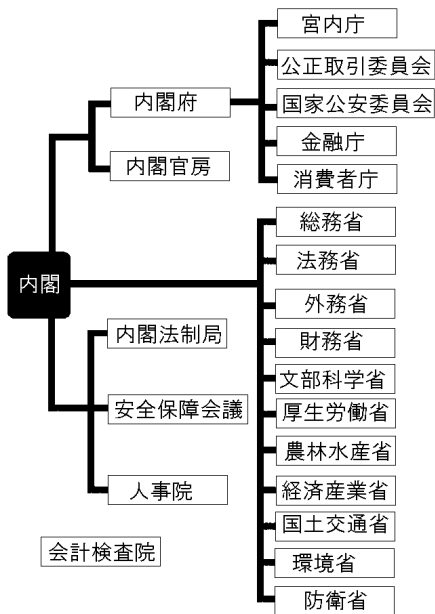 宮内庁
公正取引委員会
内閣府
国家公安委員会
金融庁
内閣官房
消費者庁
総務省
法務省
内閣
外務省
内閣法制局
財務省
文部科学省
安全保障会議
厚生労働省
農林水産省
人事院
経済産業省
国土交通省
会計検査院
環境省
防衛省